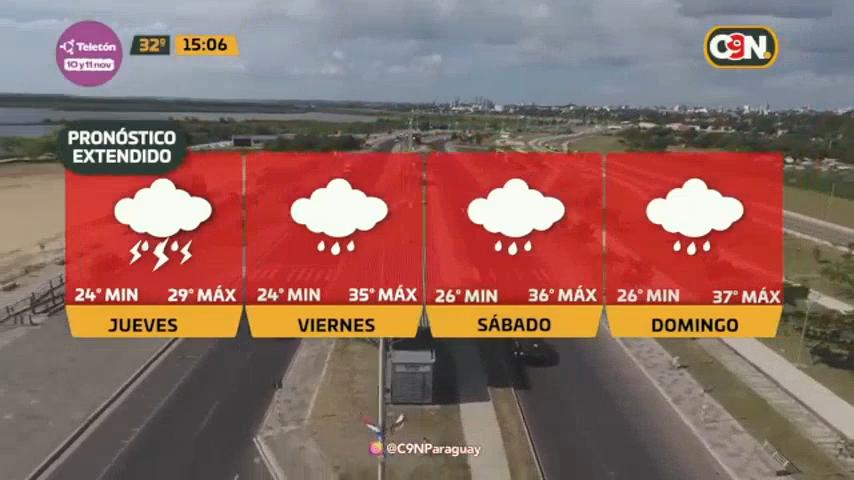 Teletón
10 y 11 nov
32º
15:06
C9N.
PRONÓSTICO
EXTENDIDO
24° MIN 29° MÁX
JUEVES
24° MIN 35° MÁX
VIERNES
26° MIN 36° MÁX
SÁBADO
26° MIN 37° MÁX
DOMINGO
@C9NParaguay